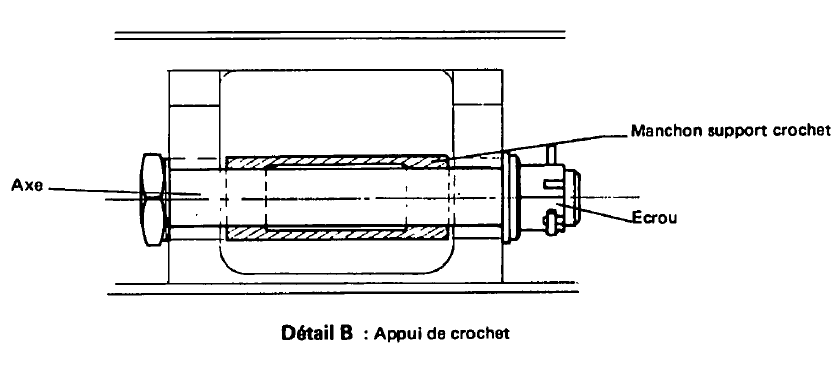 Manchon support crochet
Axe
Ecrou
Détail B : Appui de crochet